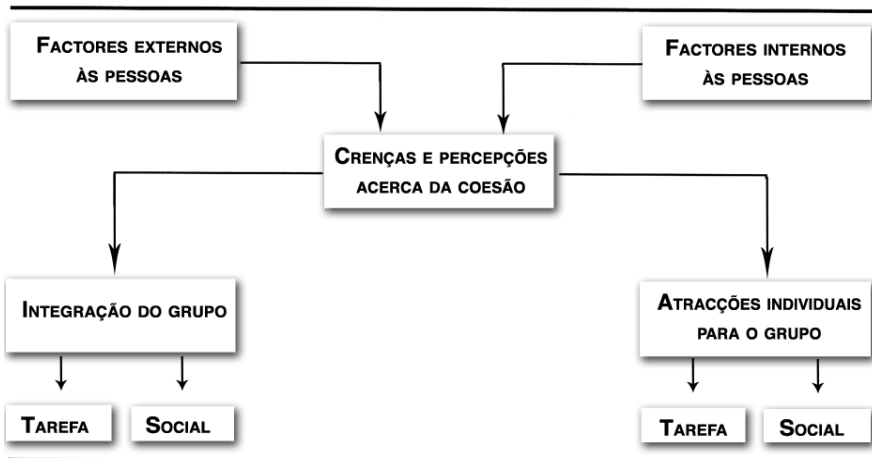 FACTORES EXTERNOS
ÀS PESSOAS
FACTORES INTERNOS
ÀS PESSOAS
CRENÇAS E PERCEPÇÕES
ACERCA DA COESÃO
INTEGRAÇÃO DO GRUPO
ATRACÇÕES INDIVIDUAIS
PARA O GRUPO
TAREFA
SOCIAL
TAREFA
SOCIAL